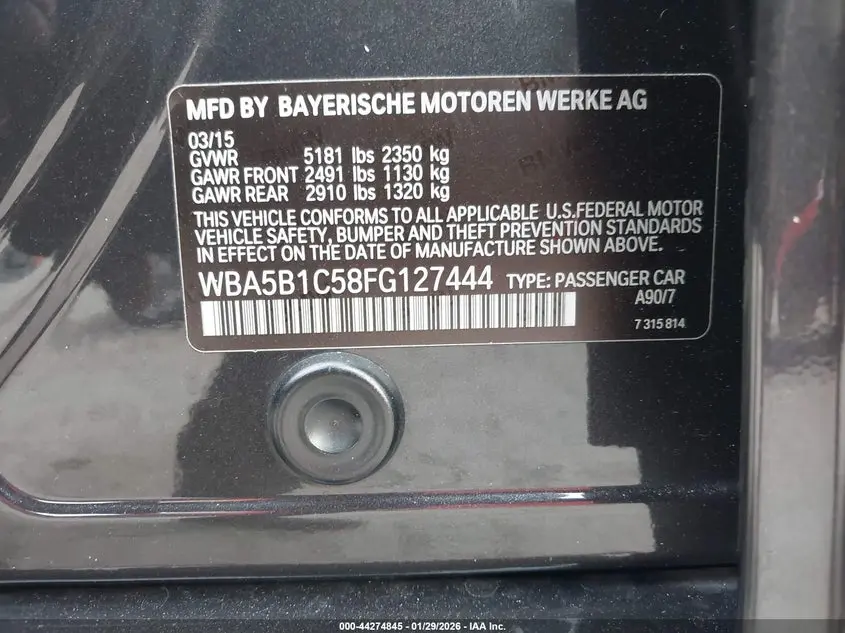 MFD BY BAYERISCHE MOTOREN WERKE AG
03/15
GVWR 5181 lbs 2350 kg
GAWR FRONT 2491 lbs 1130 kg
GAWR REAR 2910 lbs 1320 kg
THIS VEHICLE CONFORMS TO ALL APPLICABLE U.S.FEDERAL MOTOR
VEHICLE SAFETY, BUMPER AND THEFT PREVENTION STANDARDS
IN EFFECT ON THE DATE OF MANUFACTURE SHOWN ABOVE.
WBA5B1C58FG127444 TYPE: PASSENGER CAR
A90/7
7 315 814
000-44274845 - 01/29/2026 - IAA Inc.